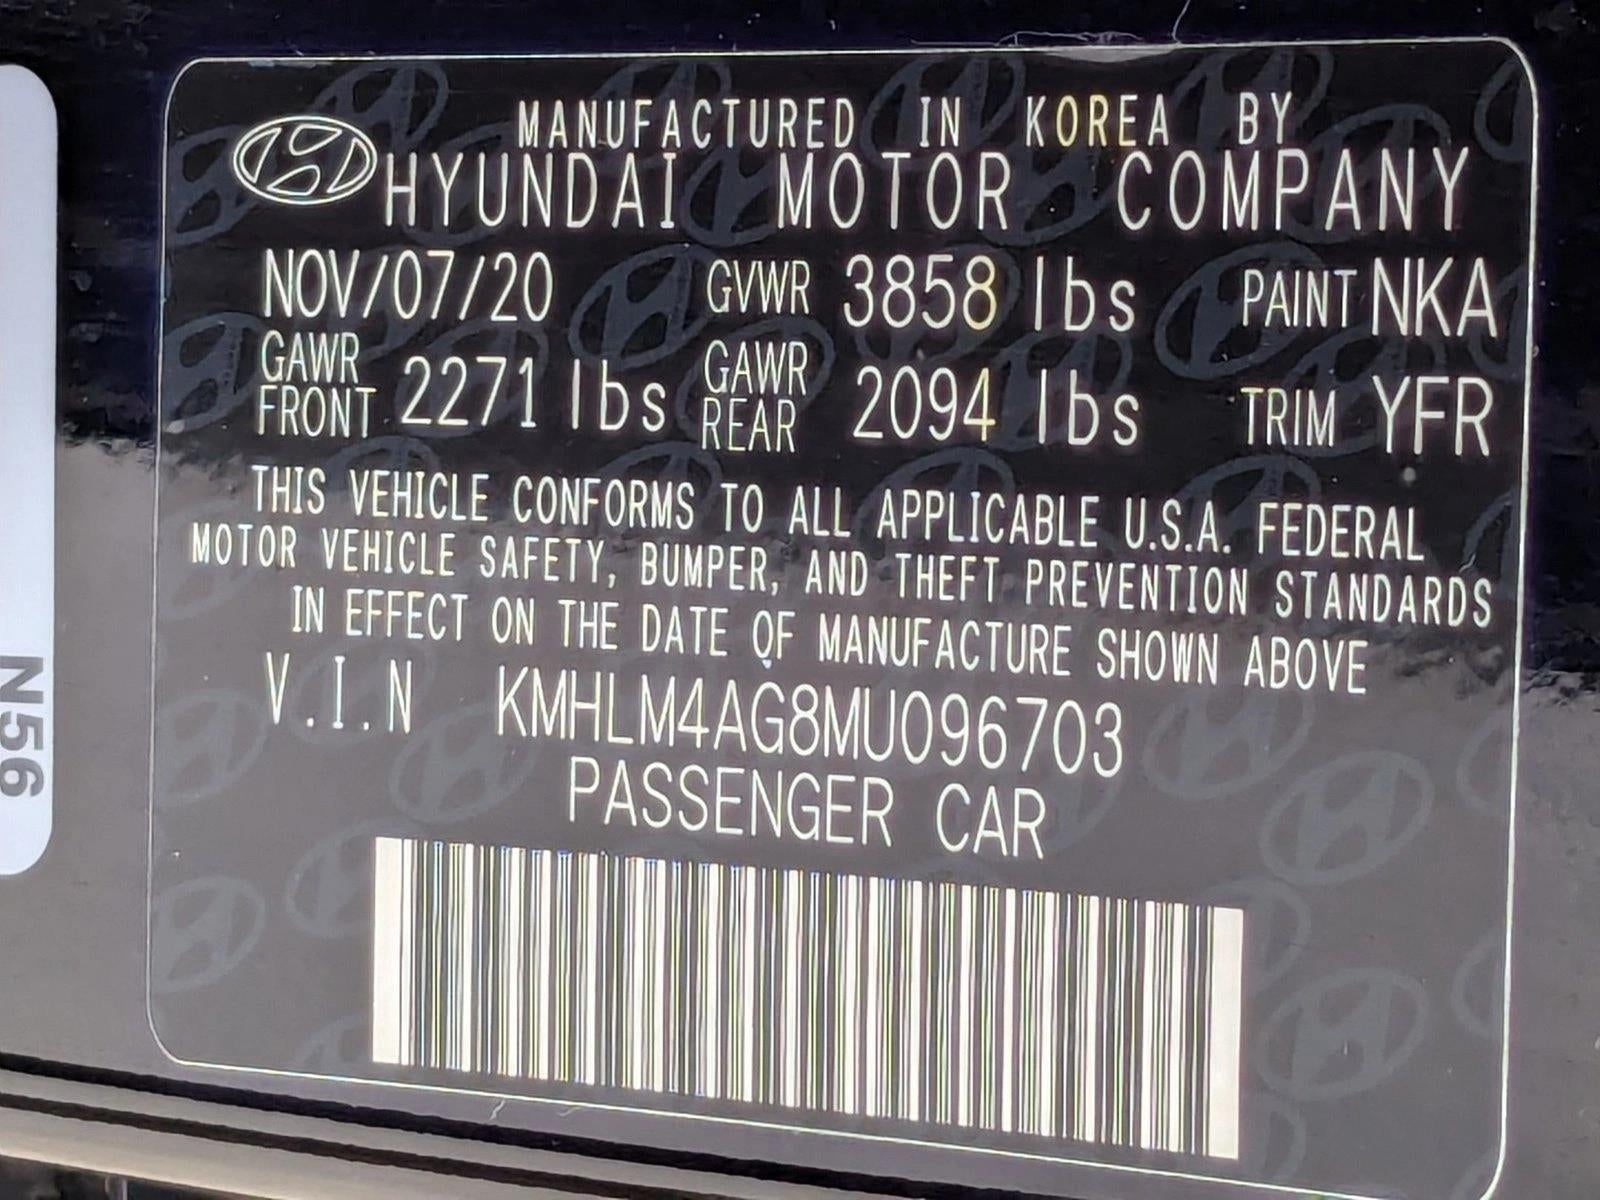 MANUFACTURED IN KOREA BY
HYUNDAI MOTOR COMPANY
NOV/07/20 GVWR 3858 lbs PAINT NKA
GAWR FRONT 2271 lbs GAWR REAR 2094 lbs TRIM YFR
THIS VEHICLE CONFORMS TO ALL APPLICABLE U.S.A. FEDERAL
MOTOR VEHICLE SAFETY, BUMPER, AND THEFT PREVENTION STANDARDS
IN EFFECT ON THE DATE OF MANUFACTURE SHOWN ABOVE
V.I.N KMHLM4AG8MU096703
PASSENGER CAR
N56